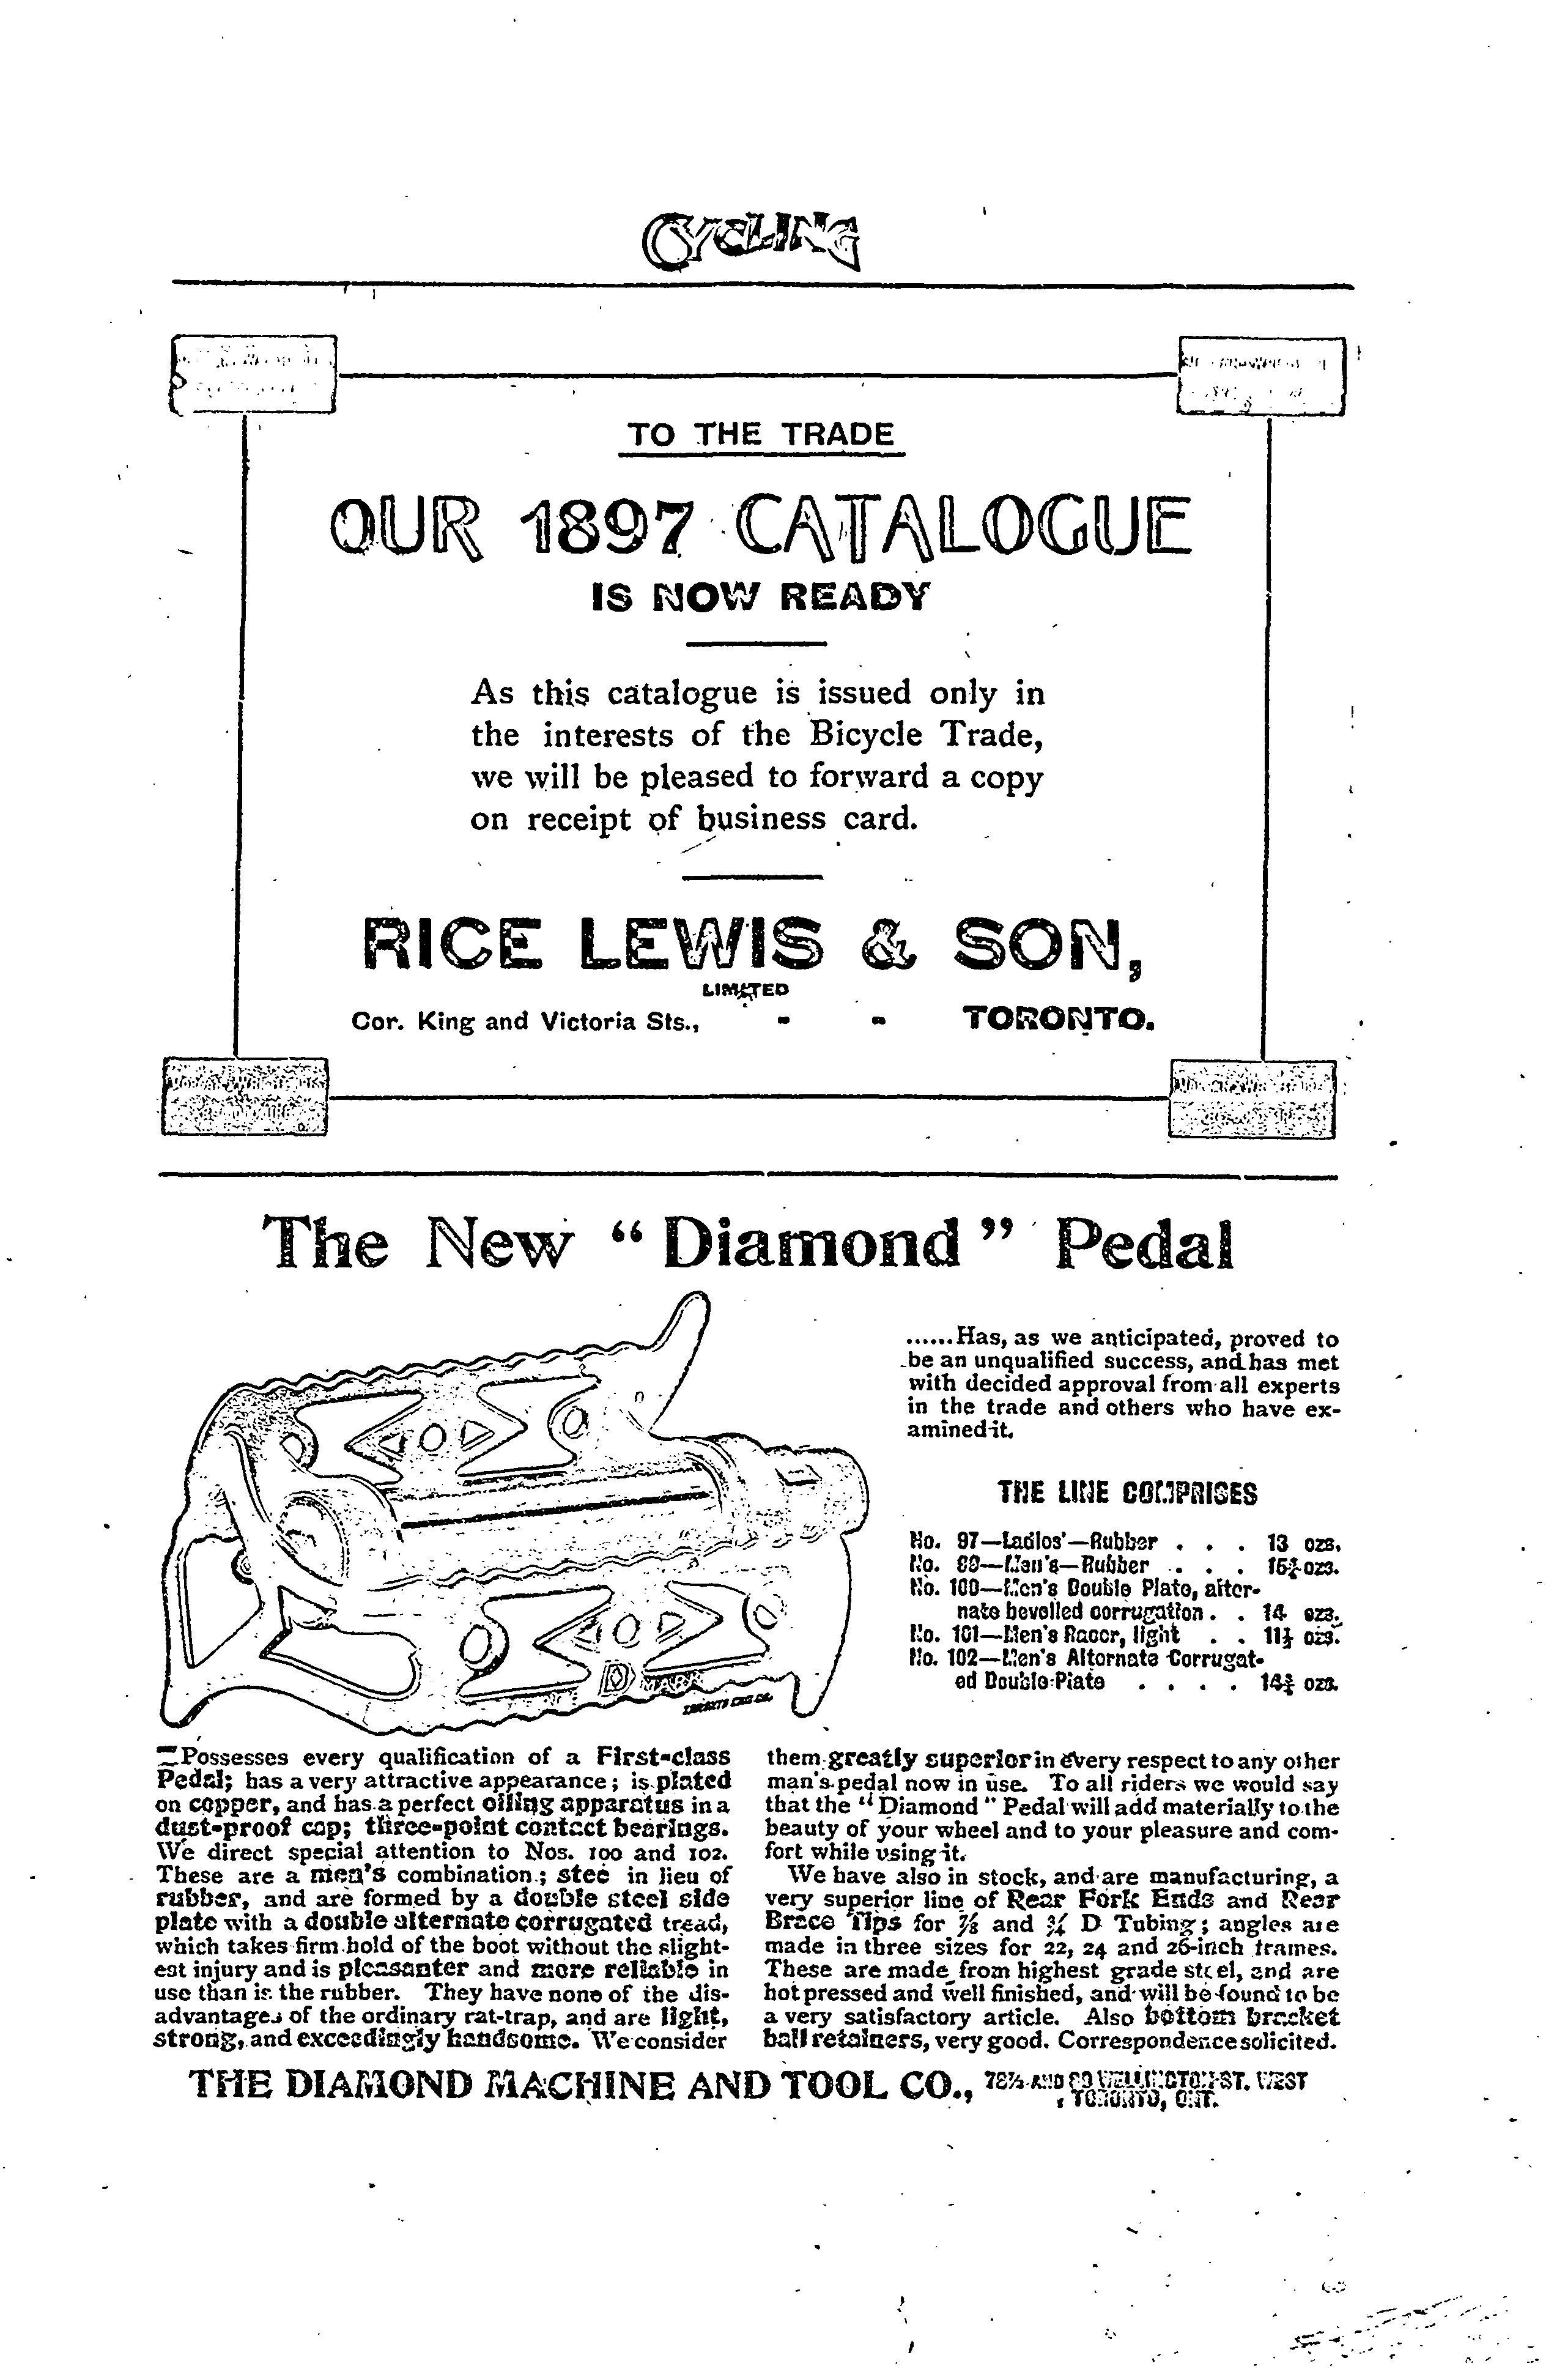 CYCLING
TO THE TRADE
OUR 1897 CATALOGUE
IS NOW READY
As this catalogue is issued only in
the interests of the Bicycle Trade,
we will be pleased to forward a copy
on receipt of business card.
RICE LEWIS & SON,
LIMITED
Cor. King and Victoria Sts., - - TORONTO.
The New "Diamond" Pedal
......Has, as we anticipated, proved to
be an unqualified success, and has met
with decided approval from all experts
in the trade and others who have ex-
amined it.
THE LINE COMPRISES
No. 97—Ladies'—Rubber . . . 13 ozs.
No. —Men's—Rubber . . . ozs.
No. 100—Men's Double Plate, alter-
nate bevelled corrugation . . 14 ozs.
No. 101—Men's Racer, light . . 11½ ozs.
No. 102—Men's Alternate Corrugat-
ed Double Plate . . . . ozs.
Possesses every qualification of a First-class
Pedal; has a very attractive appearance; is plated
on copper, and has a perfect oiling apparatus in a
dust-proof cap; three-point contact bearings.
We direct special attention to Nos. 100 and 102.
These are a men's combination; stee in lieu of
rubber, and are formed by a double steel side
plate with a double alternate corrugated tread,
which takes firm hold of the boot without the slight-
est injury and is pleasanter and more reliable in
use than is the rubber. They have none of the dis-
advantages of the ordinary rat-trap, and are light,
strong, and exceedingly handsome. We consider
them greatly superior in every respect to any other
man's pedal now in use. To all riders we would say
that the "Diamond" Pedal will add materially to the
beauty of your wheel and to your pleasure and com-
fort while using it.
We have also in stock, and are manufacturing, a
very superior line of Rear Fork Ends and Rear
Brace Tips for ⅞ and ¾ D Tubing; angles are
made in three sizes for 22, 24 and 26-inch frames.
These are made from highest grade steel, and are
hot pressed and well finished, and will be found to be
a very satisfactory article. Also bottom bracket
ball retainers, very good. Correspondence solicited.
THE DIAMOND MACHINE AND TOOL CO., 78½ AND 80 WELLINGTON ST. WEST
TORONTO, ONT.